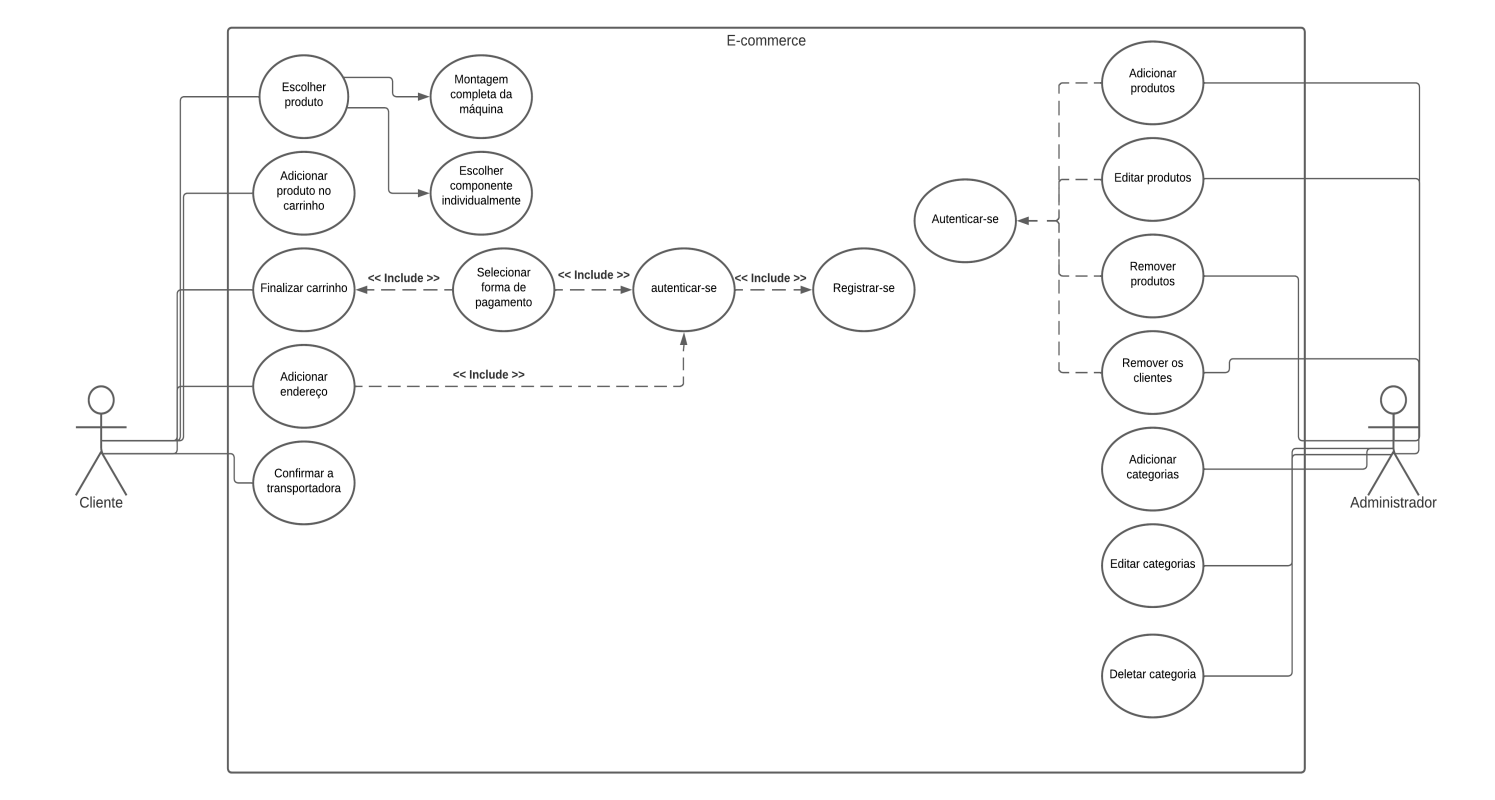 E-commerce
Escolher
produto
Montagem
completa da
máquina
Adicionar
produto no
carrinho
Escolher
componente
individualmente
Finalizar carrinho
<< Include >>
Selecionar
forma de
pagamento
<< Include >>
autenticar-se
<< Include >>
Registrar-se
Adicionar
endereço
<< Include >>
Confirmar a
transportadora
Cliente
Autenticar-se
Adicionar
produtos
Editar produtos
Remover
produtos
Remover os
clientes
Adicionar
categorias
Editar categorias
Deletar categoria
Administrador